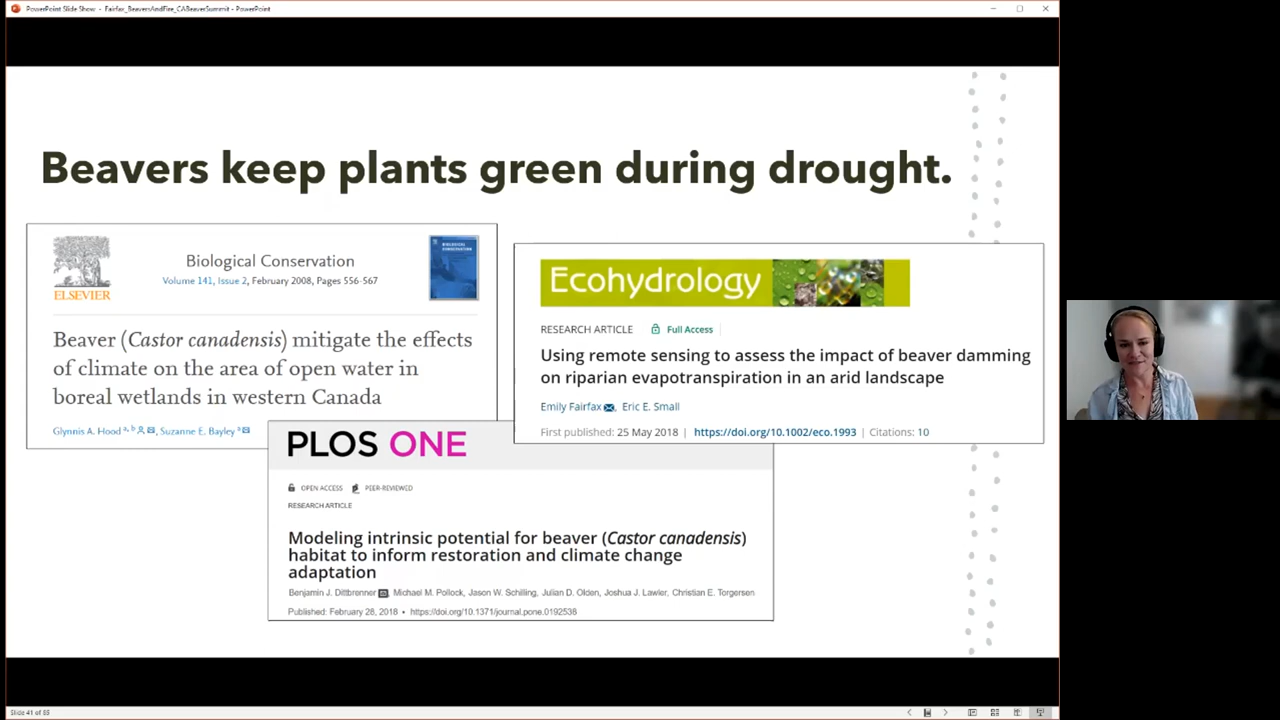 PowerPoint Slide Show - Fairfax_BeaversAndFire_CABeaverSummit - PowerPoint
Beavers keep plants green during drought.
ELSEVIER
Biological Conservation
Volume 141, Issue 2, February 2008, Pages 556-567
BIOLOGICAL CONSERVATION
Beaver (Castor canadensis) mitigate the effects
of climate on the area of open water in
boreal wetlands in western Canada
Glynnis A. Hood a, b, Suzanne E. Bayley a
Ecohydrology
RESEARCH ARTICLE Full Access
Using remote sensing to assess the impact of beaver damming
on riparian evapotranspiration in an arid landscape
Emily Fairfax, Eric E. Small
First published: 25 May 2018 | https://doi.org/10.1002/eco.1993 | Citations: 10
PLOS ONE
OPEN ACCESS PEER-REVIEWED
RESEARCH ARTICLE
Modeling intrinsic potential for beaver (Castor canadensis)
habitat to inform restoration and climate change
adaptation
Benjamin J. Dittbrenner, Michael M. Pollock, Jason W. Schilling, Julian D. Olden, Joshua J. Lawler, Christian E. Torgersen
Published: February 28, 2018 • https://doi.org/10.1371/journal.pone.0192538
Slide 41 of 85